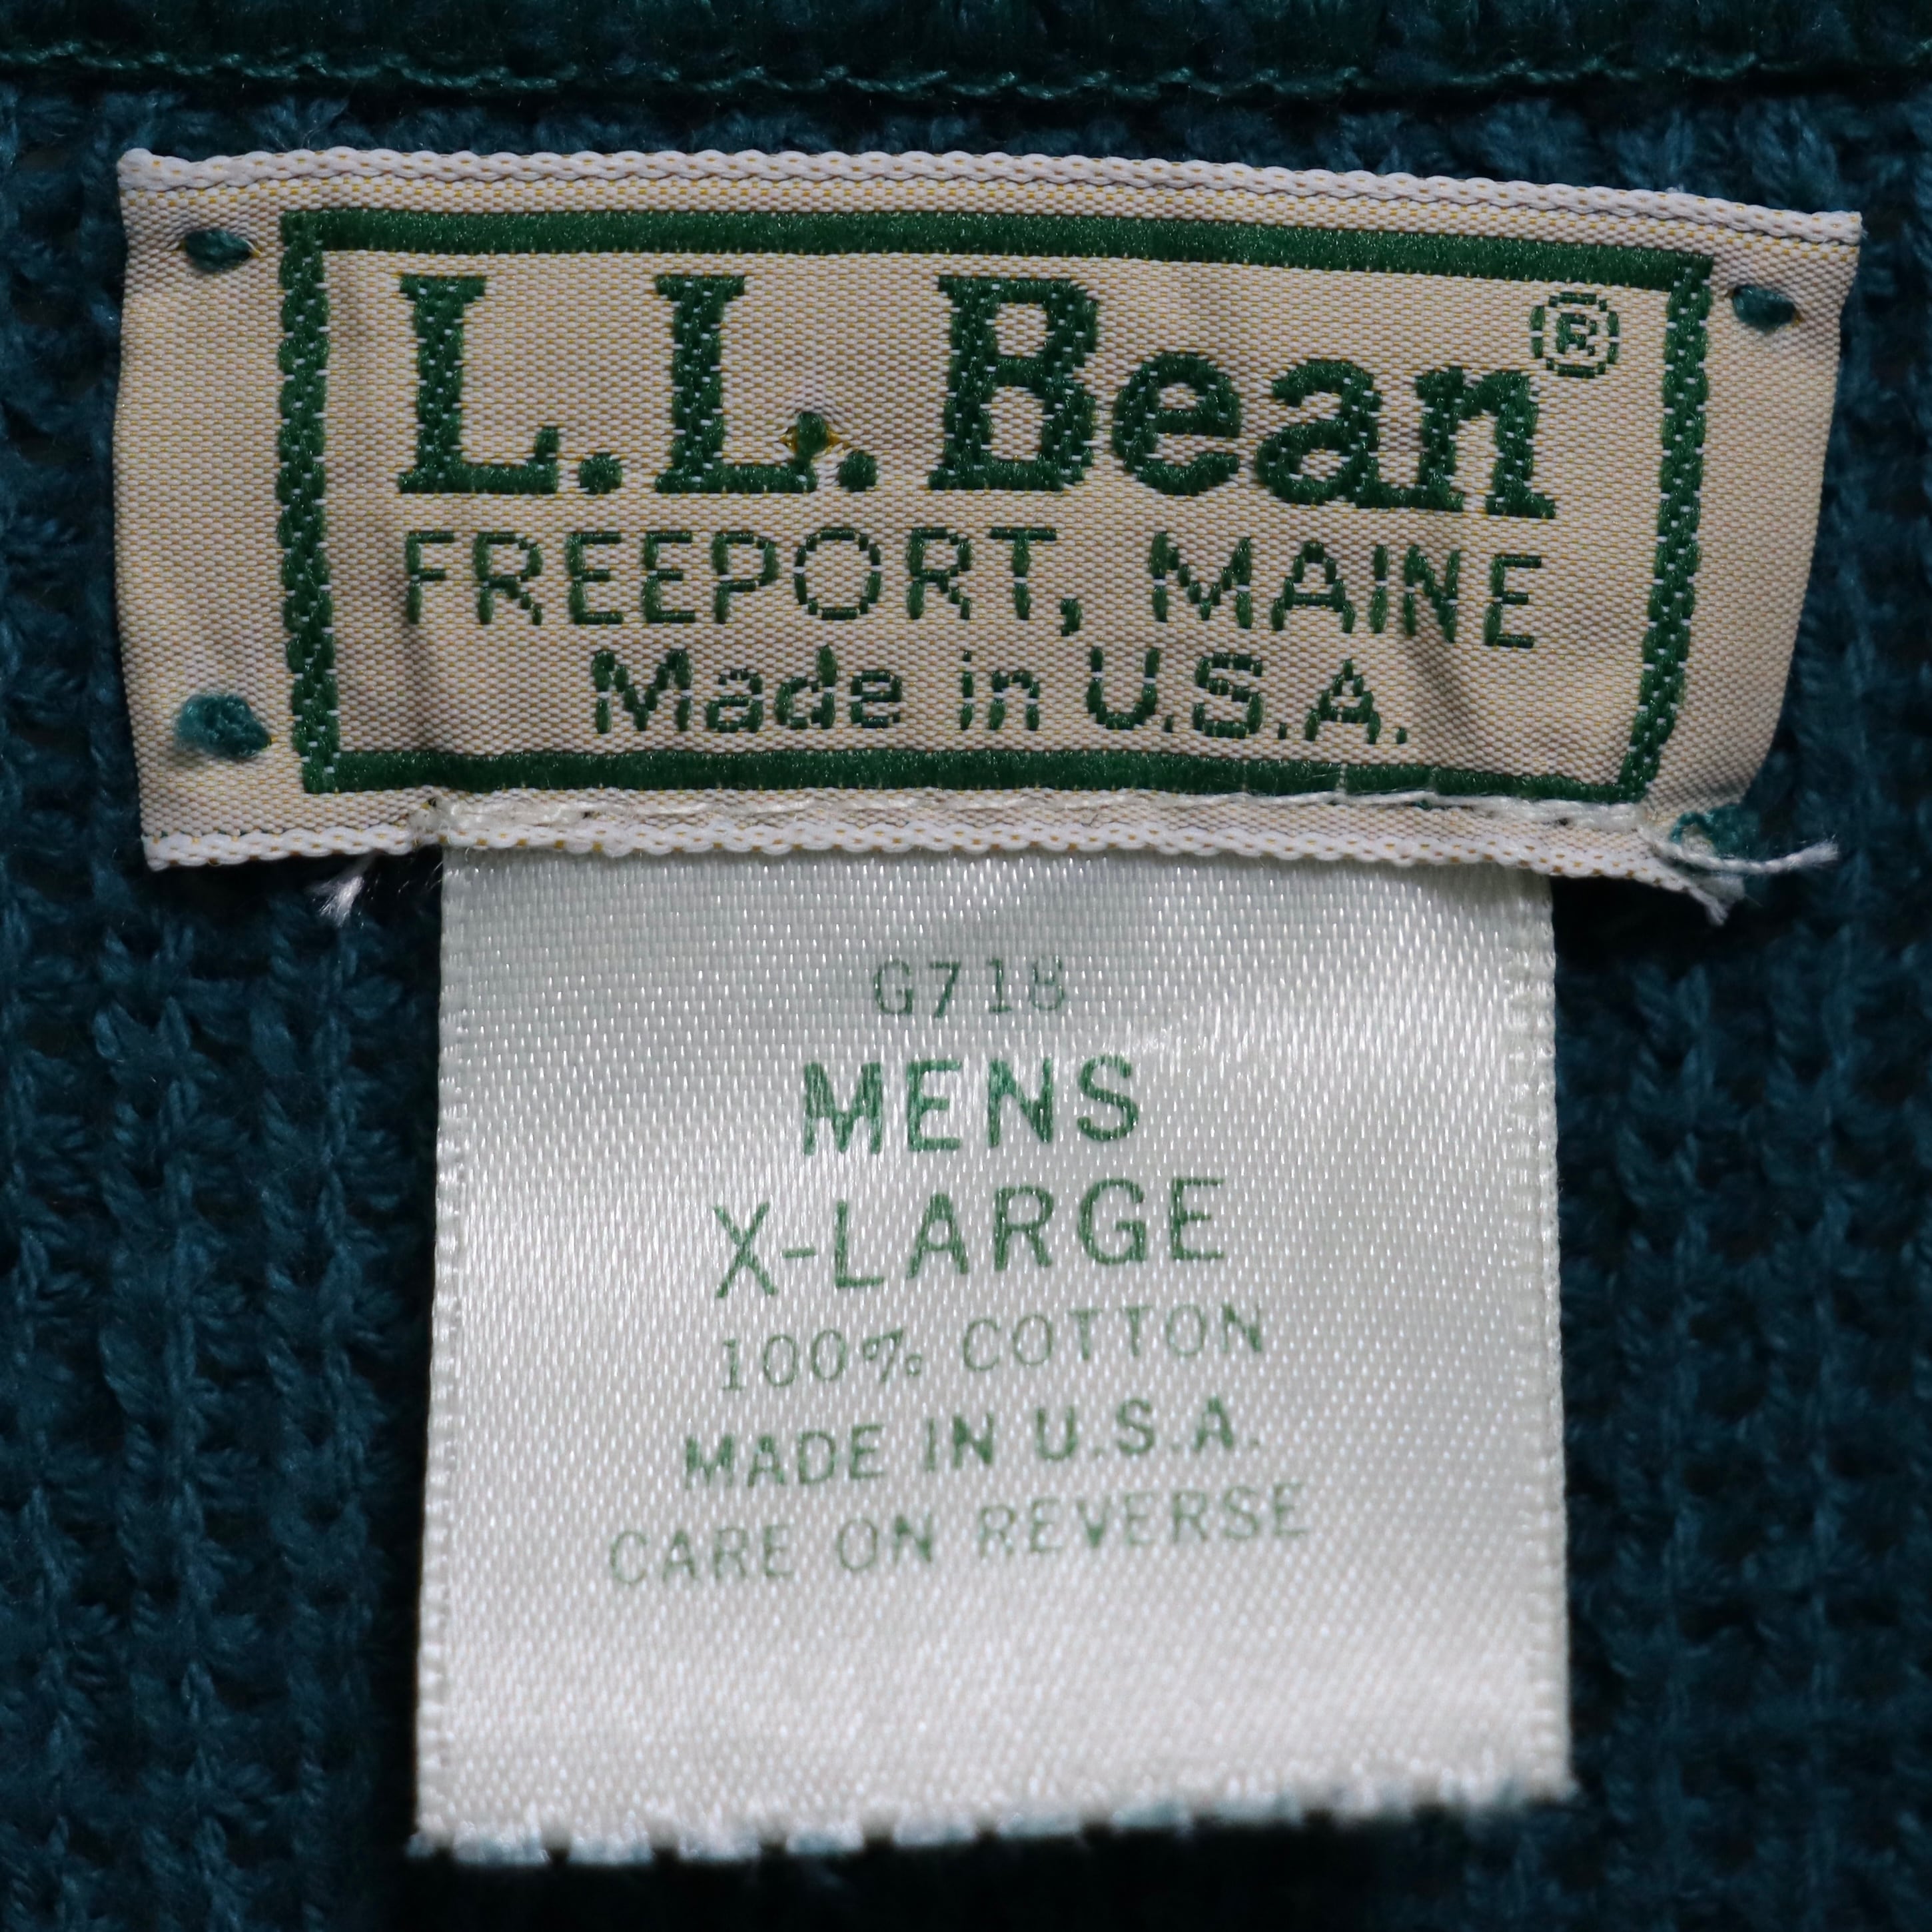 L.L. Bean®
FREEPORT, MAINE
Made in U.S.A.
G718
MENS
X-LARGE
100% COTTON
MADE IN U.S.A.
CARE ON REVERSE